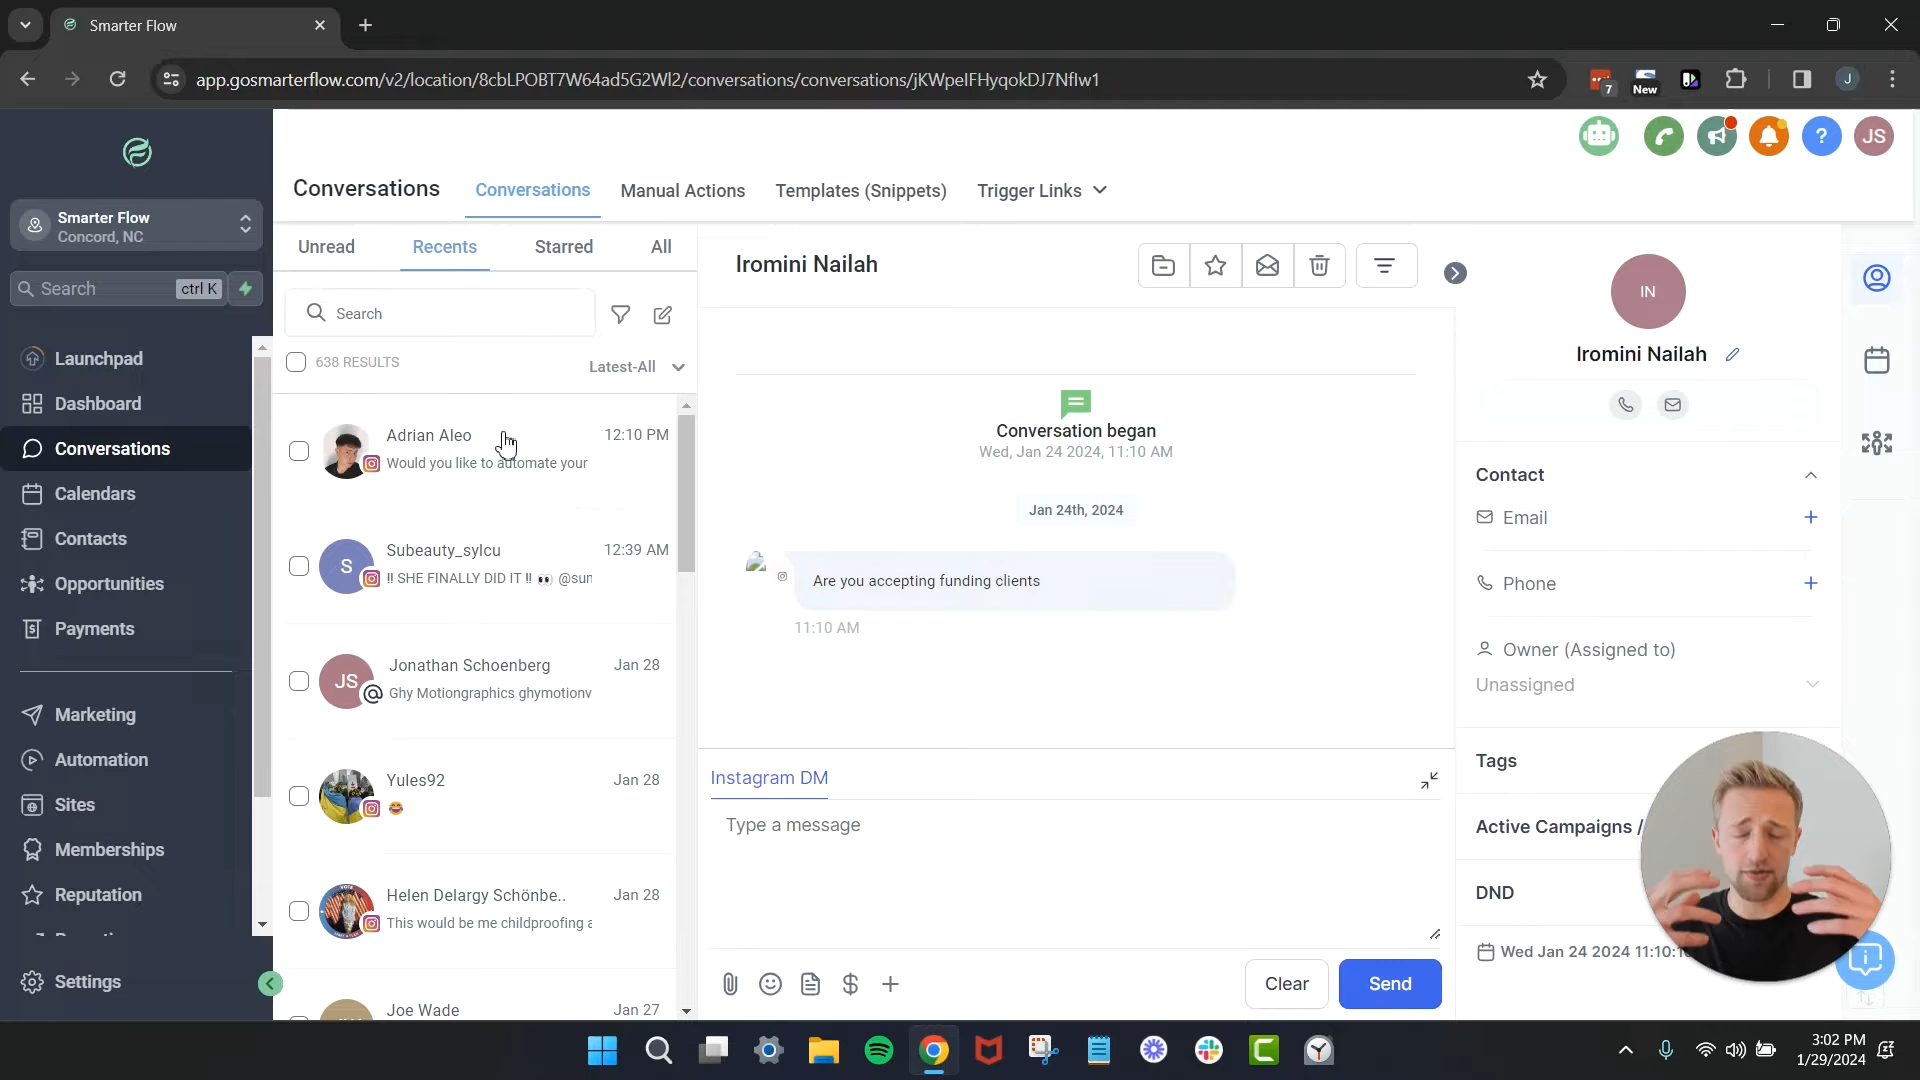 Smarter Flow
app.gosmarterflow.com/v2/location/8cbLPOBT7W64ad5G2Wl2/conversations/conversations/jKWpeIFHyqokDJ7Nflw1
7
New
J
Smarter Flow
Concord, NC
Search
ctrl K
Launchpad
Dashboard
Conversations
Calendars
Contacts
Opportunities
Payments
Marketing
Automation
Sites
Memberships
Reputation
Settings
Conversations
Conversations
Manual Actions
Templates (Snippets)
Trigger Links
?
JS
Unread
Recents
Starred
All
Search
638 RESULTS
Latest-All
Adrian Aleo
12:10 PM
Would you like to automate your
S
Subeauty_sylcu
12:39 AM
‼ SHE FINALLY DID IT ‼ 👀 @sun
JS
Jonathan Schoenberg
Jan 28
Ghy Motiongraphics ghymotionv
Yules92
Jan 28
😂
Helen Delargy Schönbe..
Jan 28
This would be me childproofing a
Joe Wade
Jan 27
Iromini Nailah
Conversation began
Wed, Jan 24 2024, 11:10 AM
Jan 24th, 2024
Are you accepting funding clients
11:10 AM
Instagram DM
Type a message
Clear
Send
IN
Iromini Nailah
Contact
Email
Phone
Owner (Assigned to)
Unassigned
Tags
Active Campaigns /
DND
Wed Jan 24 2024 11:10:1
3:02 PM
1/29/2024